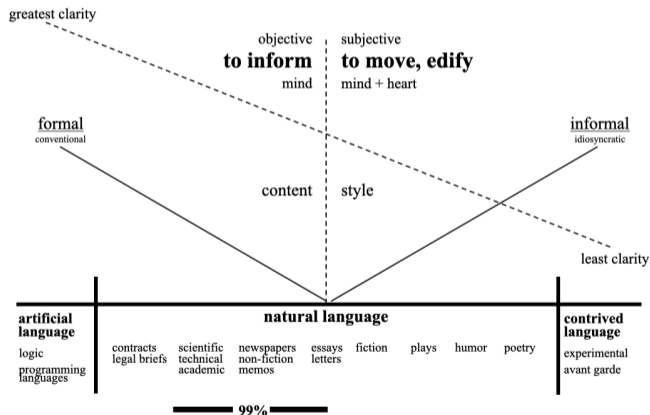 greatest clarity
objective subjective
to inform to move, edify
mind mind + heart
formal informal
conventional idiosyncratic
content style
least clarity
natural language
artificial
language
logic
programming
languages
contracts
legal briefs
scientific
technical
academic
newspapers
non-fiction
memos
essays
letters
fiction
plays
humor
poetry
contrived
language
experimental
avant garde
99%